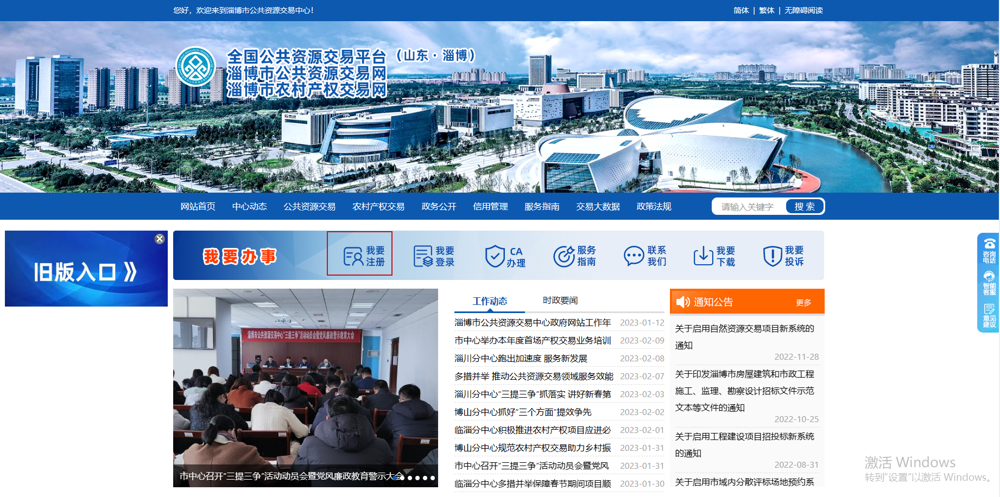 您好，欢迎来到淄博市公共资源交易中心！
简体 | 繁体 | 无障碍阅读
全国公共资源交易平台（山东·淄博）
淄博市公共资源交易网
淄博市农村产权交易网
网站首页 中心动态 公共资源交易 农村产权交易 政务公开 信用管理 服务指南 交易大数据 政策法规 请输入关键字 搜 索
旧版入口》
我要办事
我要
注册
我要
登录
CA
办理
服务
指南
联系
我们
我要
下载
我要
投诉
咨询
电话
智能
客服
意见
建议
淄博市公共资源交易中心“三提三争”活动动员会暨党风廉政警示教育大会
市中心召开“三提三争”活动动员会暨党风廉政教育警示大会
工作动态 时政要闻
淄博市公共资源交易中心政府网站工作年 2023-01-12
市中心举办本年度首场产权交易业务培训 2023-02-09
淄川分中心跑出加速度 服务新发展 2023-02-08
多措并举 推动公共资源交易领域服务效能 2023-02-07
淄川分中心“三提三争”抓落实 讲好新春第 2023-02-03
博山分中心抓好“三个方面”提效争先 2023-02-02
临淄分中心积极推进农村产权项目应进必 2023-02-01
博山分中心规范农村产权交易助力乡村振 2023-01-31
市中心召开“三提三争”活动动员会暨党风 2023-01-31
临淄分中心多措并举保障春节期间项目顺 2023-01-30
通知公告 更多
关于启用自然资源交易项目新系统的
通知
2022-11-28
关于印发淄博市房屋建筑和市政工程
施工、监理、勘察设计招标文件示范
文本等文件的通知
2022-10-25
关于启用工程建设项目招投标新系统
的通知
2022-08-31
关于启用市域内分散评标场地预约系
激活 Windows
转到“设置”以激活 Windows。